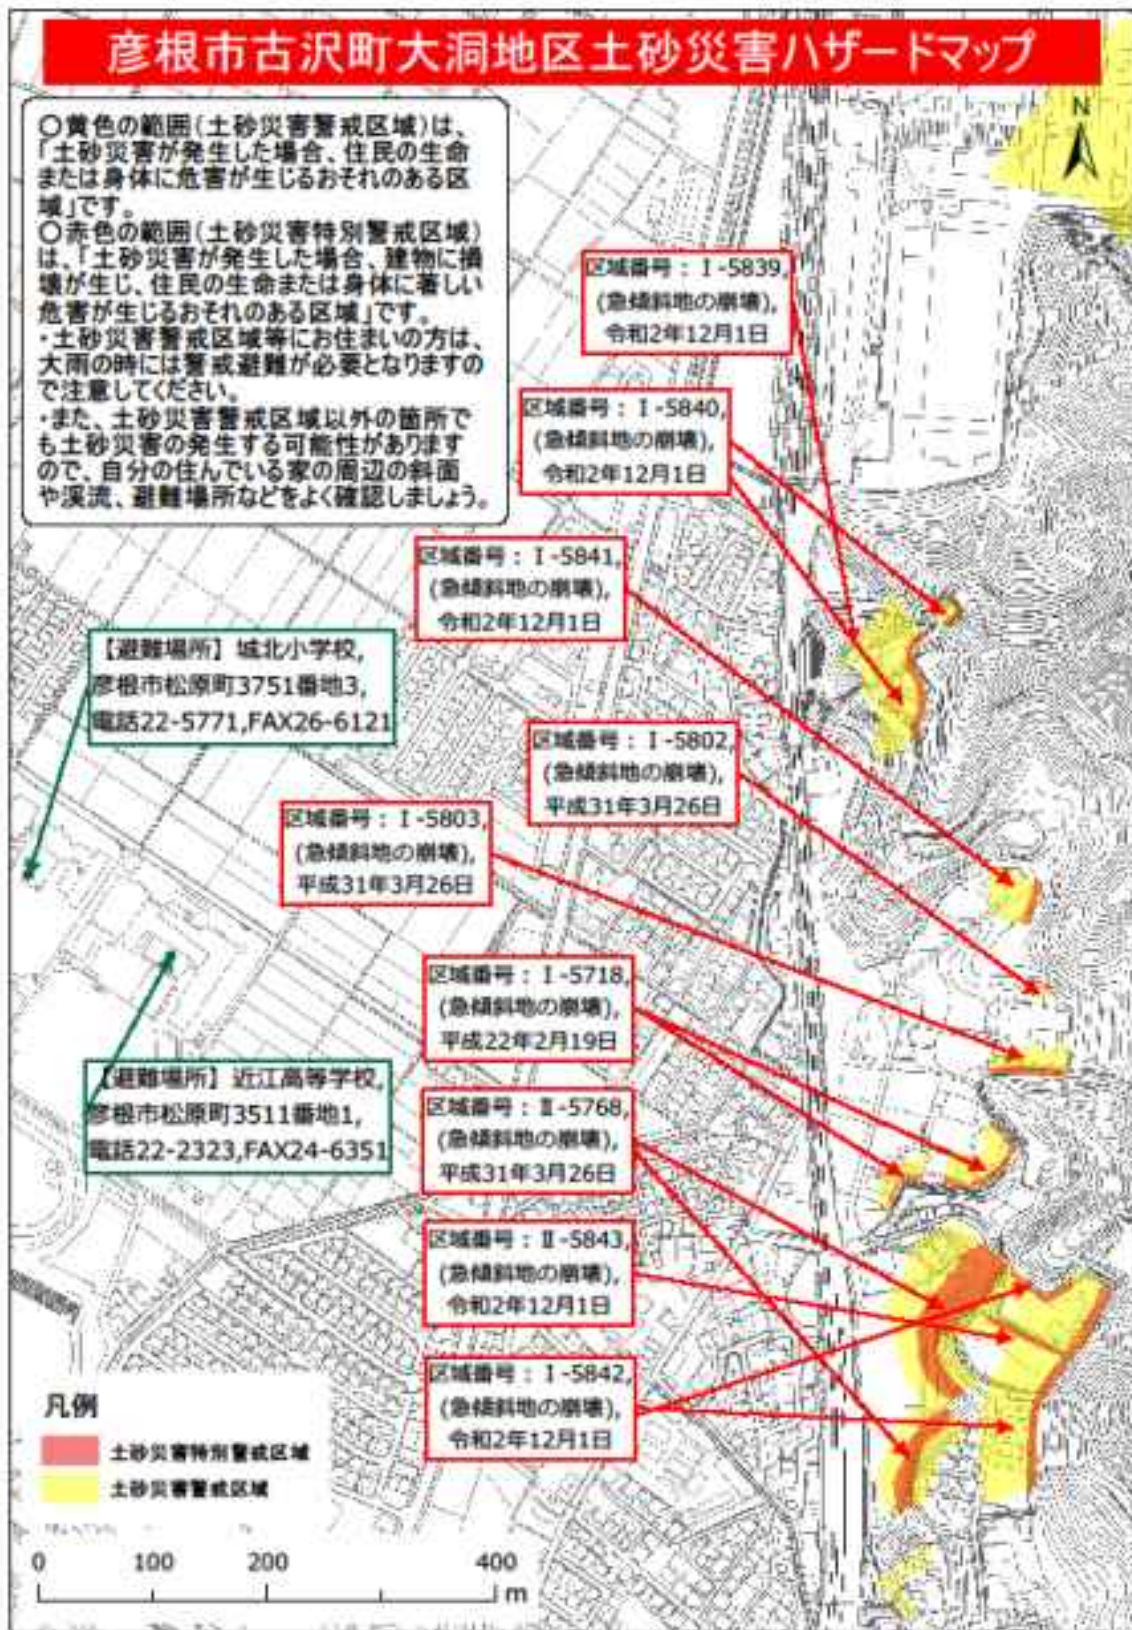 彦根市古沢町大洞地区土砂災害ハザードマップ
○黄色の範囲(土砂災害警戒区域)は、
「土砂災害が発生した場合、住民の生命
または身体に危害が生じるおそれのある区
域」です。
○赤色の範囲(土砂災害特別警戒区域)
は、「土砂災害が発生した場合、建物に損
壊が生じ、住民の生命または身体に著しい
危害が生じるおそれのある区域」です。
・土砂災害警戒区域等にお住まいの方は、
大雨の時には警戒避難が必要となりますの
で注意してください。
・また、土砂災害警戒区域以外の箇所で
も土砂災害の発生する可能性があります
ので、自分の住んでいる家の周辺の斜面
や渓流、避難場所などをよく確認しましょう。
N
区域番号:Ⅰ-5839,
(急傾斜地の崩壊),
令和2年12月1日
区域番号:Ⅰ-5840,
(急傾斜地の崩壊),
令和2年12月1日
区域番号:Ⅰ-5841,
(急傾斜地の崩壊),
令和2年12月1日
【避難場所】城北小学校,
彦根市松原町3751番地3,
電話22-5771,FAX26-6121
区域番号:Ⅰ-5802,
(急傾斜地の崩壊),
平成31年3月26日
区域番号:Ⅰ-5803,
(急傾斜地の崩壊),
平成31年3月26日
区域番号:Ⅰ-5718,
(急傾斜地の崩壊),
平成22年2月19日
【避難場所】近江高等学校,
彦根市松原町3511番地1,
電話22-2323,FAX24-6351
区域番号:Ⅱ-5768,
(急傾斜地の崩壊),
平成31年3月26日
区域番号:Ⅱ-5843,
(急傾斜地の崩壊),
令和2年12月1日
区域番号:Ⅰ-5842,
(急傾斜地の崩壊),
令和2年12月1日
凡例
土砂災害特別警戒区域
土砂災害警戒区域
0 100 200 400
m